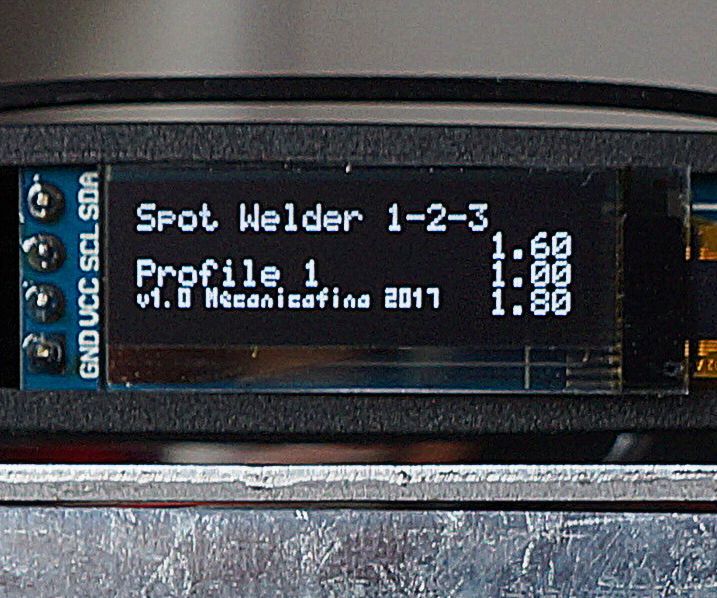 SDA
SCL
VCC
GND
Spot Welder 1-2-3
1.60
Profile 1
1.00
v1.0 Mecanicafina 2017
1.80